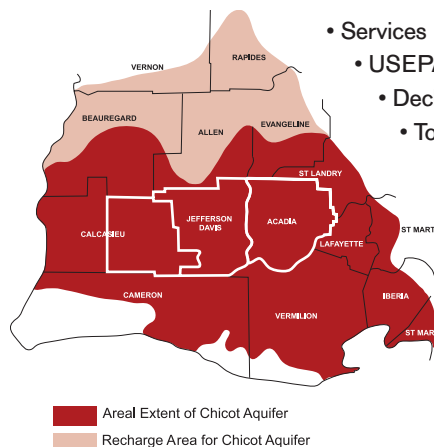 • Services
• USEPA
• Dec
• To
RAPIDES
VERNON
BEAUREGARD
EVANGELINE
ALLEN
ST LANDRY
JEFFERSON
DAVIS
ACADIA
CALCASIEU
LAFAYETTE
ST MART
CAMERON
IBERIA
VERMILION
ST MAR
Areal Extent of Chicot Aquifer
Recharge Area for Chicot Aquifer